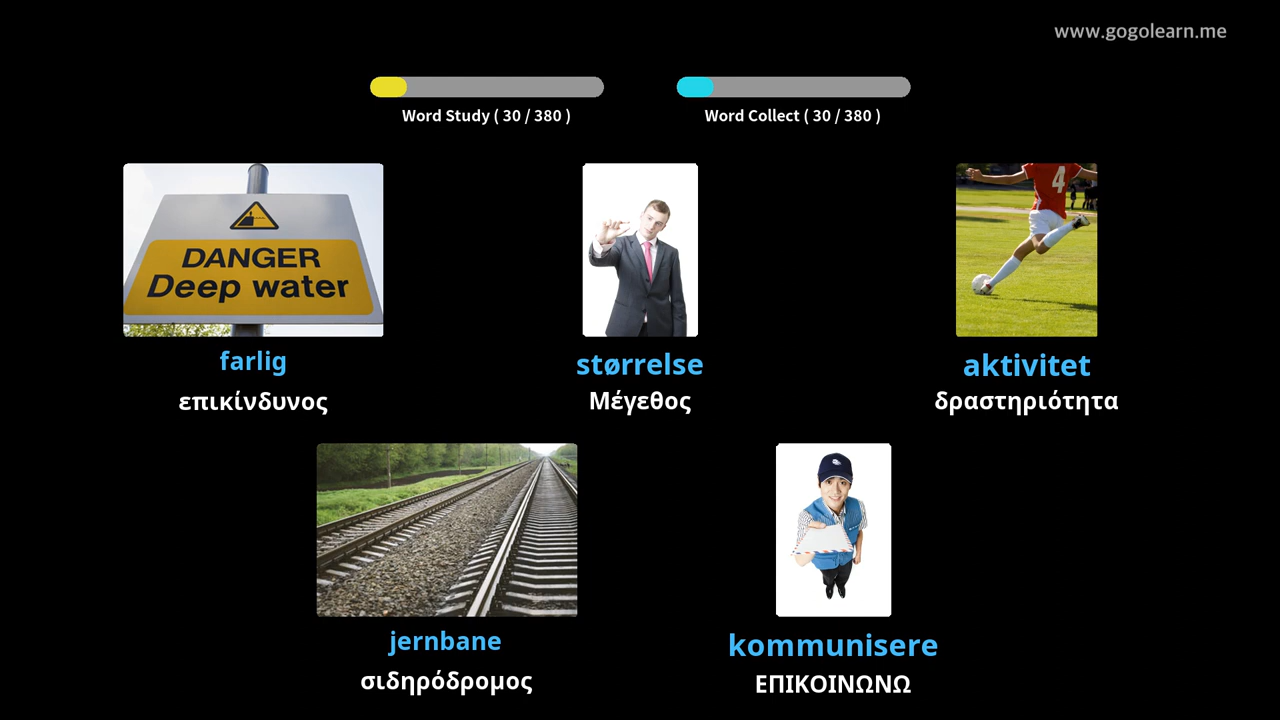 www.gogolearn.me
Word Study ( 30 / 380 )
Word Collect ( 30 / 380 )
DANGER
Deep water
4
farlig
størrelse
aktivitet
επικίνδυνος
Μέγεθος
δραστηριότητα
jernbane
kommunisere
σιδηρόδρομος
ΕΠΙΚΟΙΝΩΝΩ